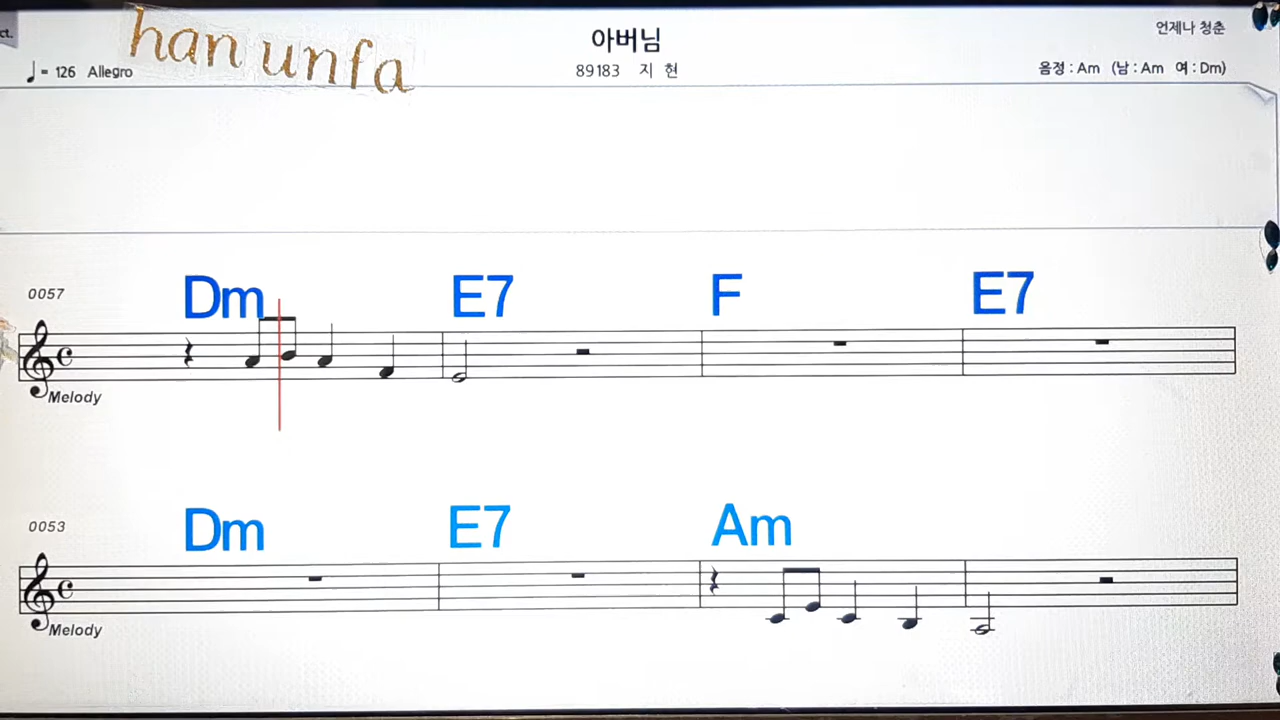 ct.
han unfa
아버님
언제나 청춘
♩= 126 Allegro
89183 지 현
음정 : Am (남 : Am 여 : Dm)
0057
Dm E7 F E7
Melody
0053
Dm E7 Am
Melody